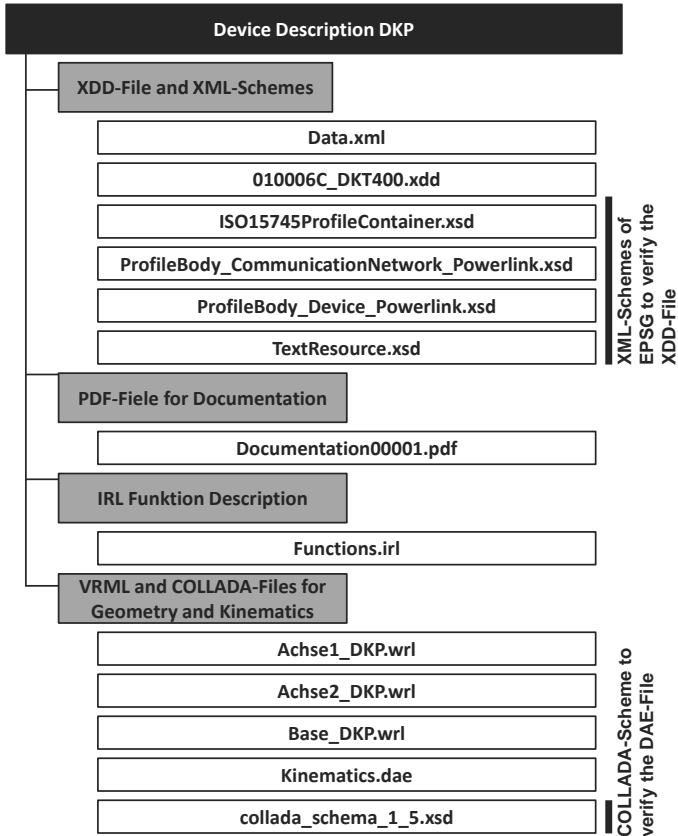 Device Description DKP
XDD-File and XML-Schemes
Data.xml
010006C_DKT400.xdd
ISO15745ProfileContainer.xsd
ProfileBody_CommunicationNetwork_Powerlink.xsd
ProfileBody_Device_Powerlink.xsd
TextResource.xsd
XML-Schemes of
EPSG to verify the
XDD-File
PDF-Fiele for Documentation
Documentation00001.pdf
IRL Funktion Description
Functions.irl
VRML and COLLADA-Files for
Geometry and Kinematics
Achse1_DKP.wrl
Achse2_DKP.wrl
Base_DKP.wrl
Kinematics.dae
collada_schema_1_5.xsd
COLLADA-Scheme to
verify the DAE-File